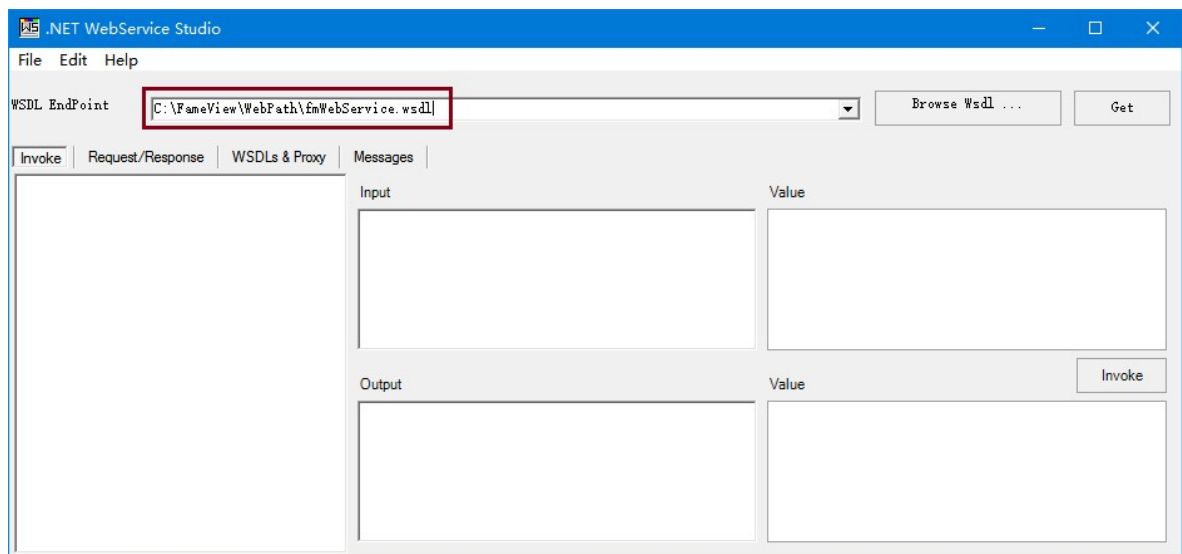 WS .NET WebService Studio
File Edit Help
WSDL EndPoint C:\FameView\WebPath\fmWebService.wsdl Browse Wsdl ... Get
Invoke Request/Response WSDLs & Proxy Messages
Input Value
Invoke
Output Value